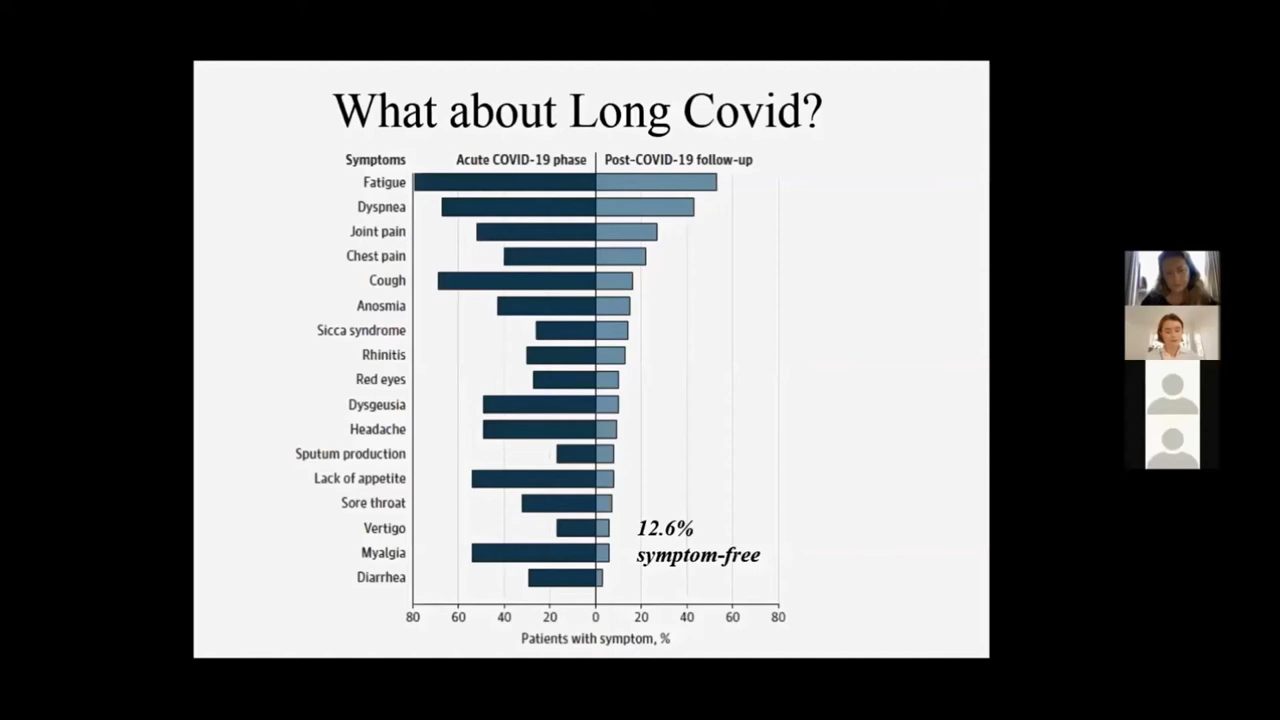 What about Long Covid?
Symptoms Acute COVID-19 phase Post-COVID-19 follow-up
Fatigue
Dyspnea
Joint pain
Chest pain
Cough
Anosmia
Sicca syndrome
Rhinitis
Red eyes
Dysgeusia
Headache
Sputum production
Lack of appetite
Sore throat
Vertigo
Myalgia
Diarrhea
12.6%
symptom-free
80 60 40 20 0 20 40 60 80
Patients with symptom, %